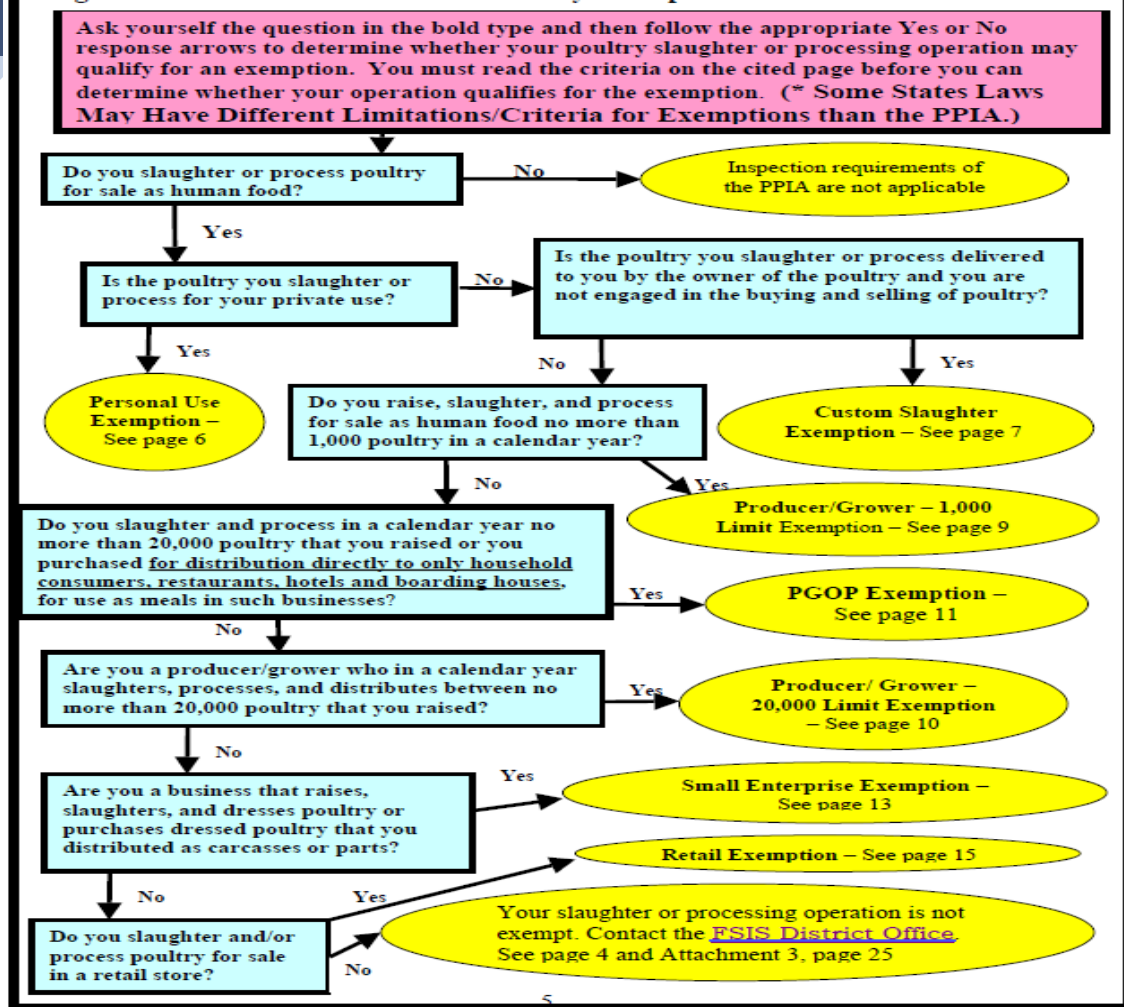 Ask yourself the question in the bold type and then follow the appropriate Yes or No
response arrows to determine whether your poultry slaughter or processing operation may
qualify for an exemption. You must read the criteria on the cited page before you can
determine whether your operation qualifies for the exemption. (* Some States Laws
May Have Different Limitations/Criteria for Exemptions than the PPIA.)
Do you slaughter or process poultry
for sale as human food?
No
Inspection requirements of
the PPIA are not applicable
Yes
Is the poultry you slaughter or
process for your private use?
No
Is the poultry you slaughter or process delivered
to you by the owner of the poultry and you are
not engaged in the buying and selling of poultry?
Yes
No
Yes
Personal Use
Exemption –
See page 6
Do you raise, slaughter, and process
for sale as human food no more than
1,000 poultry in a calendar year?
Custom Slaughter
Exemption – See page 7
No
Yes
Producer/Grower – 1,000
Limit Exemption – See page 9
Do you slaughter and process in a calendar year no
more than 20,000 poultry that you raised or you
purchased for distribution directly to only household
consumers, restaurants, hotels and boarding houses,
for use as meals in such businesses?
Yes
PGOP Exemption –
See page 11
No
Are you a producer/grower who in a calendar year
slaughters, processes, and distributes between no
more than 20,000 poultry that you raised?
Yes
Producer/ Grower –
20,000 Limit Exemption
– See page 10
No
Are you a business that raises,
slaughters, and dresses poultry or
purchases dressed poultry that you
distributed as carcasses or parts?
Yes
Small Enterprise Exemption –
See page 13
Retail Exemption – See page 15
No
Yes
Do you slaughter and/or
process poultry for sale
in a retail store?
No
Your slaughter or processing operation is not
exempt. Contact the FSIS District Office.
See page 4 and Attachment 3, page 25
5